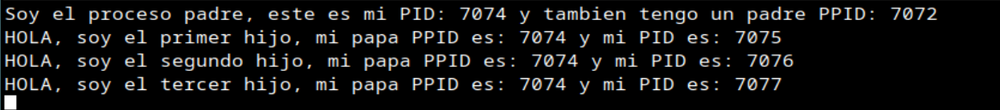 Soy el proceso padre, este es mi PID: 7074 y tambien tengo un padre PPID: 7072
HOLA, soy el primer hijo, mi papa PPID es: 7074 y mi PID es: 7075
HOLA, soy el segundo hijo, mi papa PPID es: 7074 y mi PID es: 7076
HOLA, soy el tercer hijo, mi papa PPID es: 7074 y mi PID es: 7077